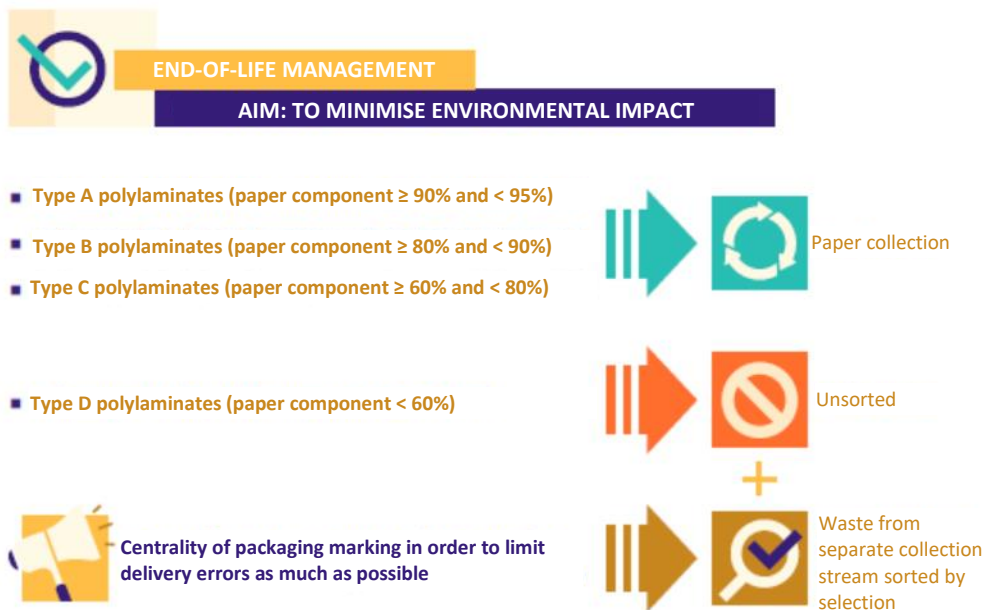 END-OF-LIFE MANAGEMENT
AIM: TO MINIMISE ENVIRONMENTAL IMPACT
Type A polylaminates (paper component ≥ 90% and < 95%)
Type B polylaminates (paper component ≥ 80% and < 90%)
Type C polylaminates (paper component ≥ 60% and < 80%)
Paper collection
Type D polylaminates (paper component < 60%)
Unsorted
+
Centrality of packaging marking in order to limit
delivery errors as much as possible
Waste from
separate collection
stream sorted by
selection